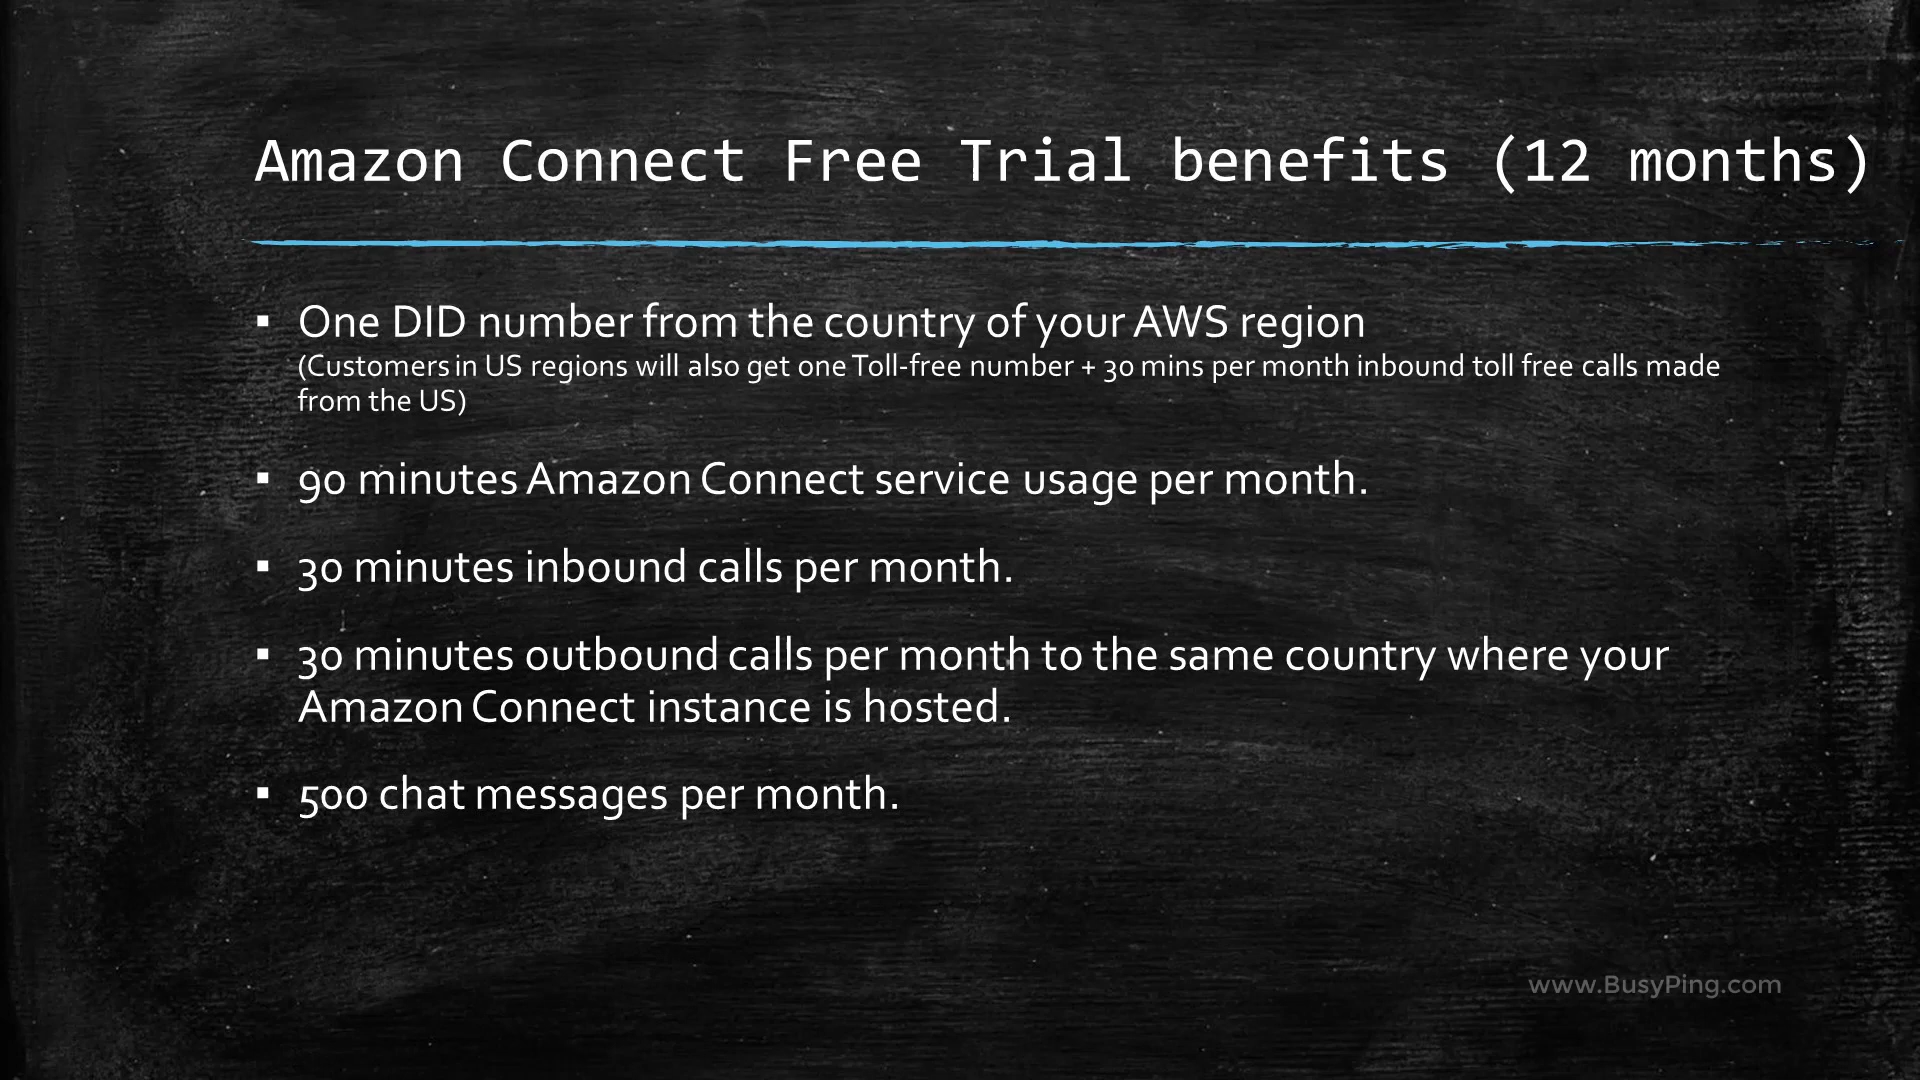 Amazon Connect Free Trial benefits (12 months)
▪ One DID number from the country of your AWS region
(Customers in US regions will also get one Toll-free number + 30 mins per month inbound toll free calls made
from the US)
▪ 90 minutes Amazon Connect service usage per month.
▪ 30 minutes inbound calls per month.
▪ 30 minutes outbound calls per month to the same country where your
Amazon Connect instance is hosted.
▪ 500 chat messages per month.
www.BusyPing.com